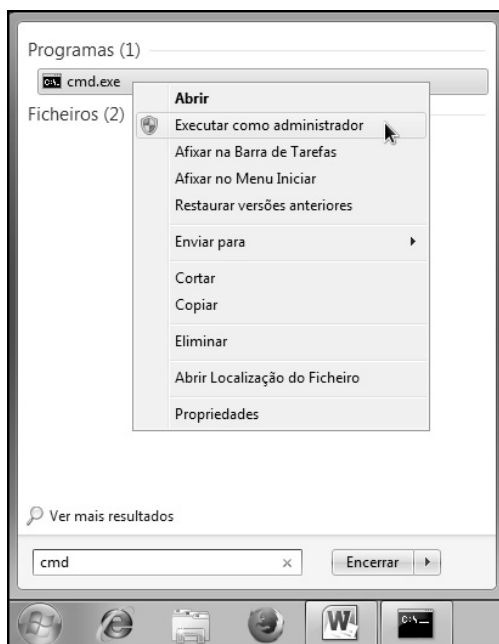 Programas (1)
cmd.exe
Ficheiros (2)
Abrir
Executar como administrador
Afixar na Barra de Tarefas
Afixar no Menu Iniciar
Restaurar versões anteriores
Enviar para
Cortar
Copiar
Eliminar
Abrir Localização do Ficheiro
Propriedades
Ver mais resultados
cmd
Encerrar